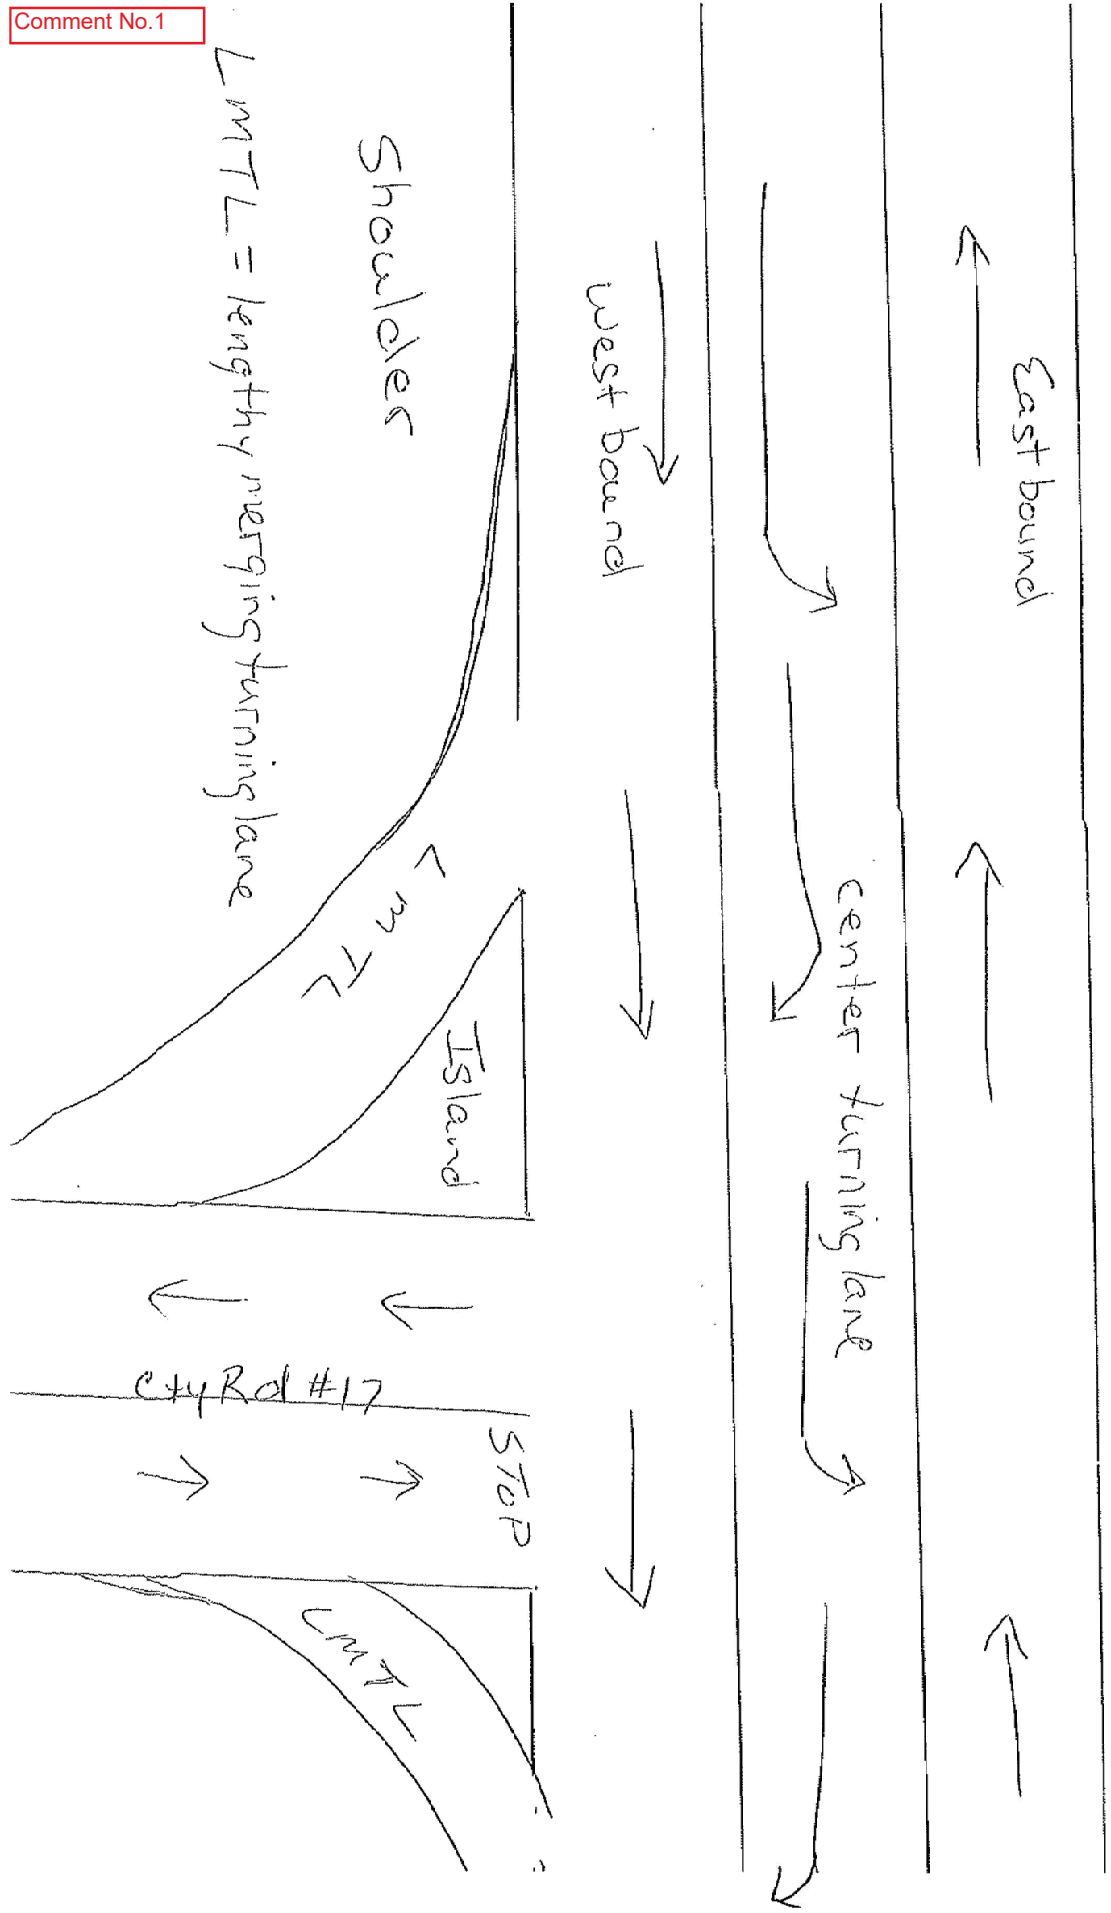 Comment No.1
East bound
center turning lane
West bound
Shoulder
LMTL = lengthy merging turning lane
LMTL
Island
Cty Rd #17
STOP
LMTL